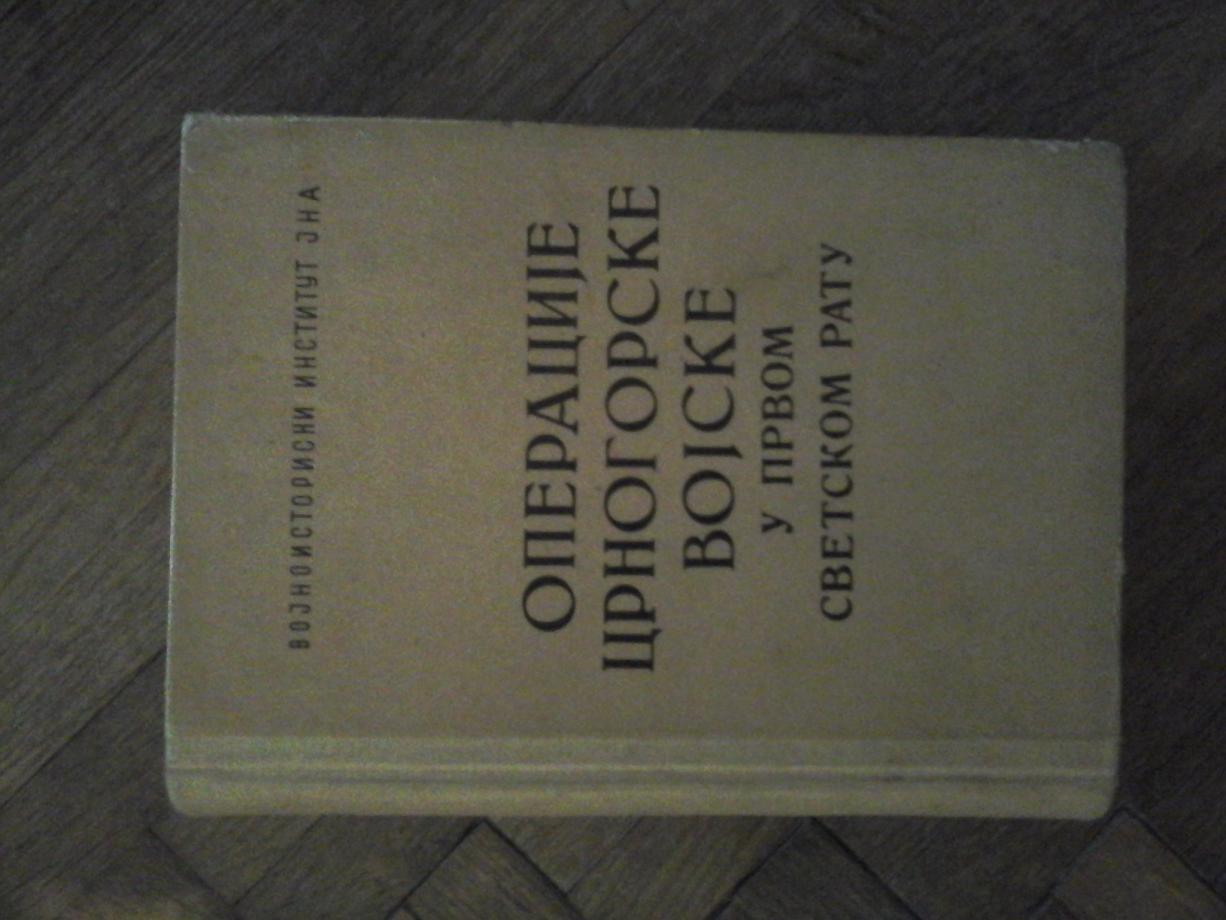 ВОЈНОИСТОРИСКИ ИНСТИТУТ ЈНА
ОПЕРАЦИЈЕ
ЦРНОГОРСКЕ
ВОЈСКЕ
У ПРВОМ
СВЕТСКОМ РАТУ